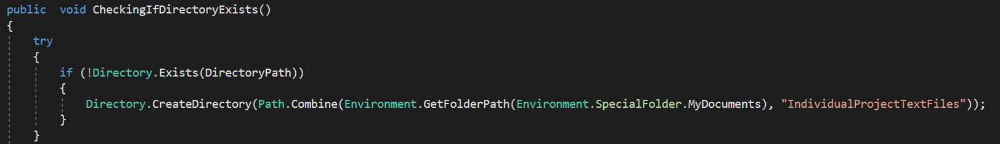 public  void CheckingIfDirectoryExists()
{
try
{
if (!Directory.Exists(DirectoryPath))
{
Directory.CreateDirectory(Path.Combine(Environment.GetFolderPath(Environment.SpecialFolder.MyDocuments), "IndividualProjectTextFiles"));
}
}